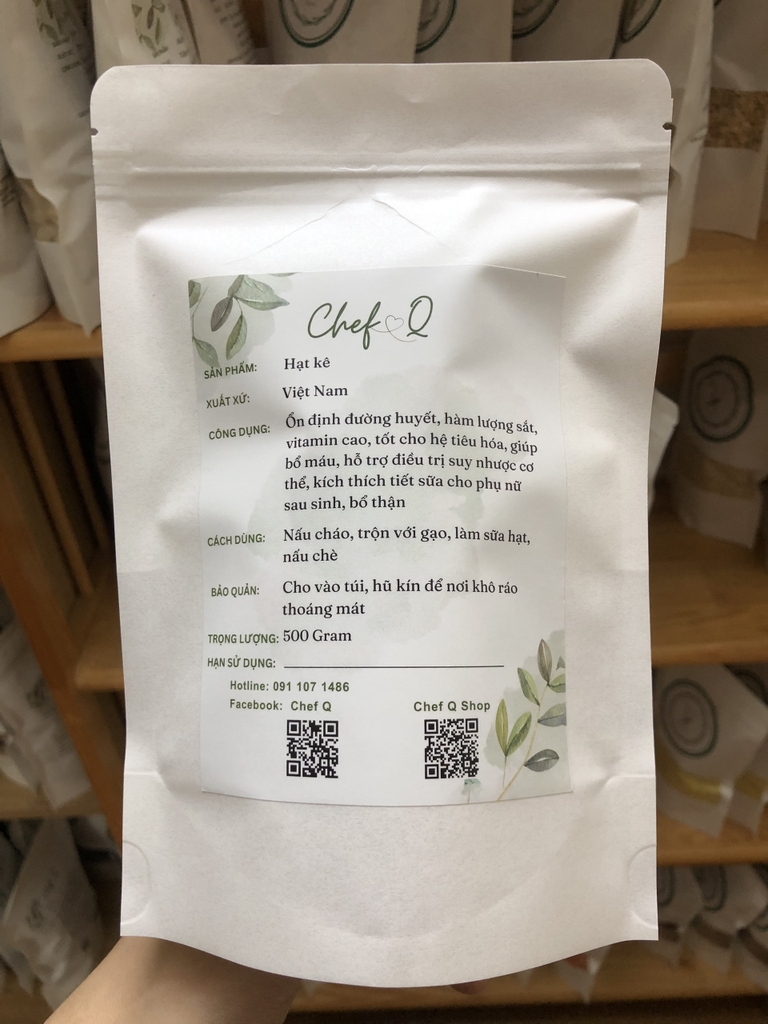 Chef Q
SẢN PHẨM: Hạt kê
XUẤT XỨ: Việt Nam
CÔNG DỤNG: Ổn định đường huyết, hàm lượng sắt,
vitamin cao, tốt cho hệ tiêu hóa, giúp
bổ máu, hỗ trợ điều trị suy nhược cơ
thể, kích thích tiết sữa cho phụ nữ
sau sinh, bổ thận
CÁCH DÙNG: Nấu cháo, trộn với gạo, làm sữa hạt,
nấu chè
BẢO QUẢN: Cho vào túi, hũ kín để nơi khô ráo
thoáng mát
TRỌNG LƯỢNG: 500 Gram
HẠN SỬ DỤNG:
Hotline: 091 107 1486
Facebook: Chef Q Chef Q Shop